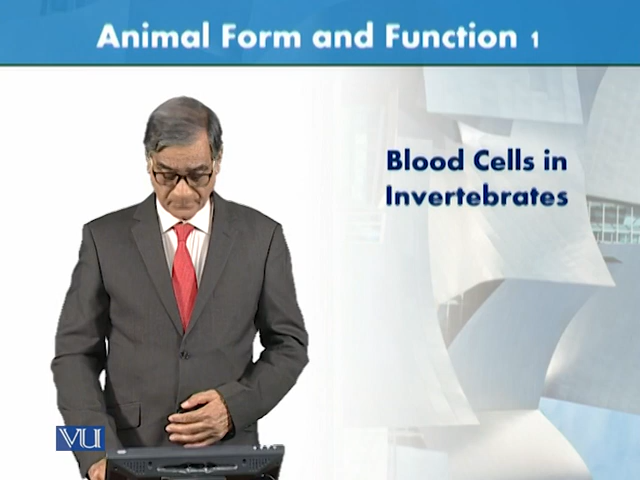 Animal Form and Function 1
Blood Cells in
Invertebrates
VU